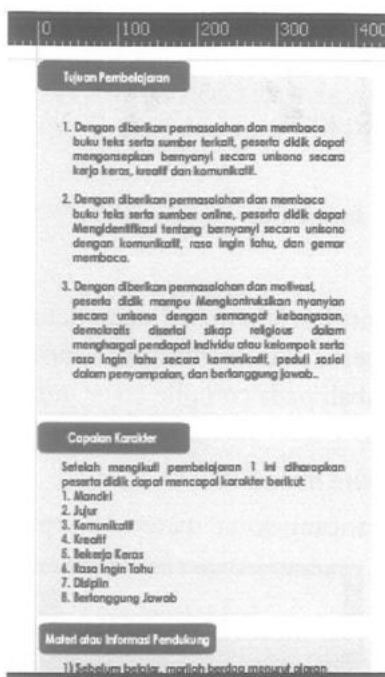 0 100 200 300 400
Tujuan Pembelajaran
1. Dengan diberikan permasalahan dan membaca
buku teks serta sumber terkait, peserta didik dapat
mengonsepkan bernyanyi secara unisono secara
kerja keras, kreatif dan komunikatif.
2. Dengan diberikan permasalahan dan membaca
buku teks serta sumber online, peserta didik dapat
Mengidentifikasi tentang bernyanyi secara unisono
dengan komunikatif, rasa ingin tahu, dan gemar
membaca.
3. Dengan diberikan permasalahan dan motivasi,
peserta didik mampu Mengkontruksikan nyanyian
secara unisono dengan semangat kebangsaan,
demokratis disertai sikap religious dalam
menghargai pendapat individu atau kelompok serta
rasa ingin tahu secara komunikatif, peduli sosial
dalam penyampaian, dan bertanggung jawab..
Capaian Karakter
Setelah mengikuti pembelajaran 1 ini diharapkan
peserta didik dapat mencapai karakter berikut:
1. Mandiri
2. Jujur
3. Komunikatif
4. Kreatif
5. Bekerja Keras
6. Rasa Ingin Tahu
7. Disiplin
8. Bertanggung Jawab
Materi atau Informasi Pendukung
1) Sebelum belajar, marilah berdoa menurut ajaran